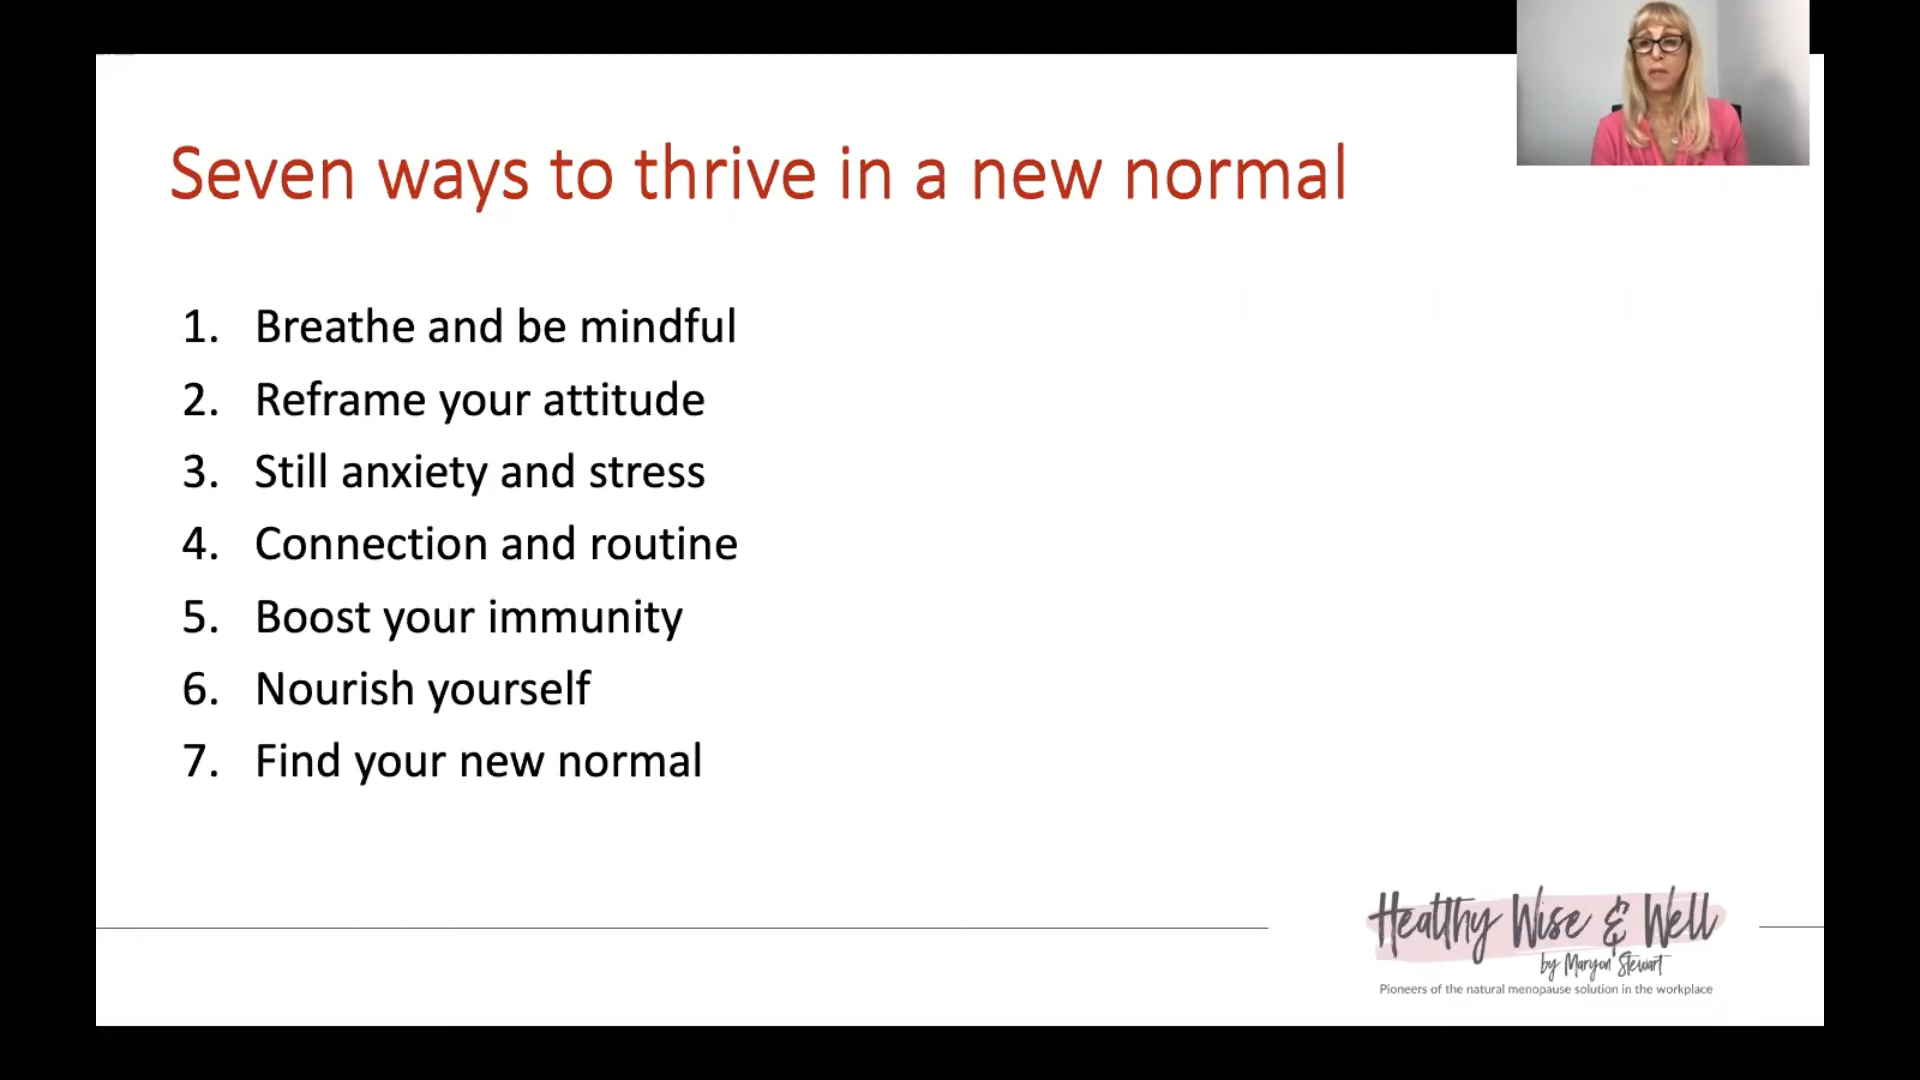 Seven ways to thrive in a new normal
1. Breathe and be mindful
2. Reframe your attitude
3. Still anxiety and stress
4. Connection and routine
5. Boost your immunity
6. Nourish yourself
7. Find your new normal
Healthy Wise & Well
by Maryon Stewart
Pioneers of the natural menopause solution in the workplace